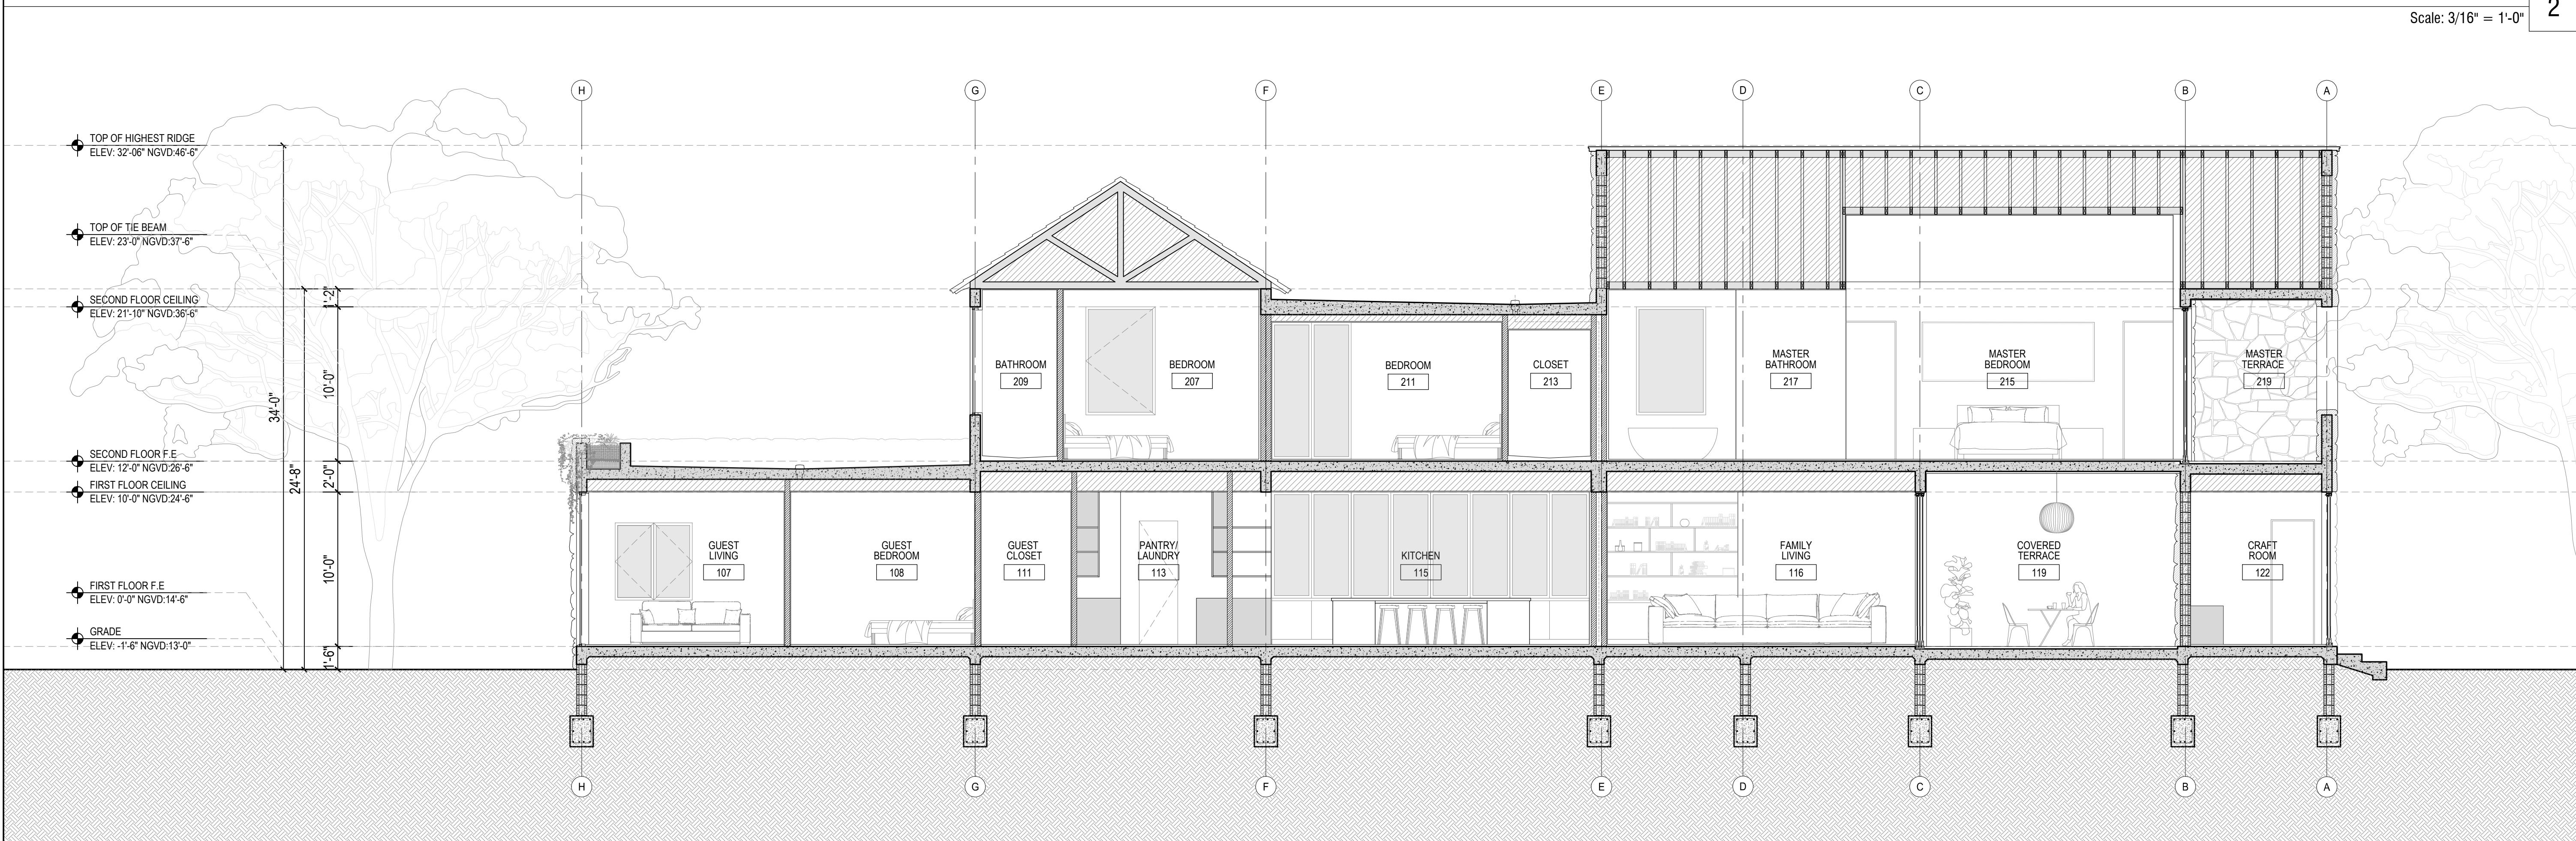 2
Scale: 3/16" = 1'-0"
H
G
F
E
D
C
B
A
TOP OF HIGHEST RIDGE
ELEV: 32'-06" NGVD:46'-6"
TOP OF TIE BEAM
ELEV: 23'-0" NGVD:37'-6"
SECOND FLOOR CEILING
ELEV: 21'-10" NGVD:36'-6"
SECOND FLOOR F.E
ELEV: 12'-0" NGVD:26'-6"
FIRST FLOOR CEILING
ELEV: 10'-0" NGVD:24'-6"
FIRST FLOOR F.E
ELEV: 0'-0" NGVD:14'-6"
GRADE
ELEV: -1'-6" NGVD:13'-0"
34'-0"
24'-8"
1'-2"
10'-0"
2'-0"
10'-0"
1'-6"
BATHROOM
209
BEDROOM
207
BEDROOM
211
CLOSET
213
MASTER
BATHROOM
217
MASTER
BEDROOM
215
MASTER
TERRACE
219
GUEST
LIVING
107
GUEST
BEDROOM
108
GUEST
CLOSET
111
PANTRY/
LAUNDRY
113
KITCHEN
115
FAMILY
LIVING
116
COVERED
TERRACE
119
CRAFT
ROOM
122
H
G
F
E
D
C
B
A